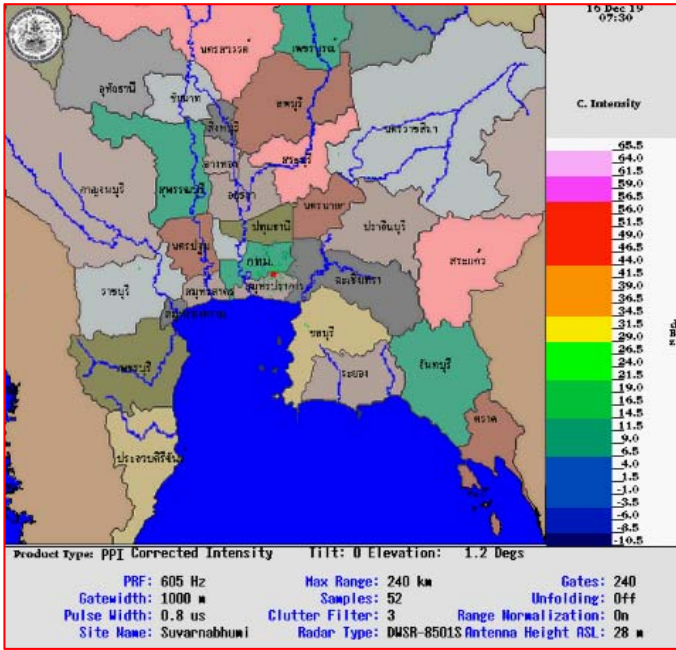 16 Dec 19
07:30
C. Intensity
นครสวรรค์
เพชรบูรณ์
อุทัยธานี
ชัยนาท
ลพบุรี
สิงห์บุรี
นครราชสีมา
อ่างทอง
สระบุรี
กาญจนบุรี
สุพรรณบุรี
อยุธยา
นครนายก
ปราจีนบุรี
ปทุมธานี
นครปฐม
กทม.
สระแก้ว
ราชบุรี
สมุทรสาคร
สมุทรปราการ
ฉะเชิงเทรา
ชลบุรี
เพชรบุรี
ระยอง
จันทบุรี
ตราด
ประจวบคีรีขันธ์
65.5
64.0
61.5
59.0
56.5
56.0
51.5
49.0
46.5
44.0
41.5
39.0
36.5
34.0
31.5
29.0
26.5
24.0
21.5
19.0
16.5
14.0
11.5
9.0
6.5
4.0
1.5
-1.0
-3.5
-6.0
-8.5
-10.5
Product Type: PPI Corrected Intensity Tilt: 0 Elevation: 1.2 Degs
PRF: 605 Hz Max Range: 240 km Gates: 240
Gatewidth: 1000 m Samples: 52 Unfolding: Off
Pulse Width: 0.8 us Clutter Filter: 3 Range Normalization: On
Site Name: Suvarnabhumi Radar Type: DWSR-8501S Antenna Height ASL: 28 m